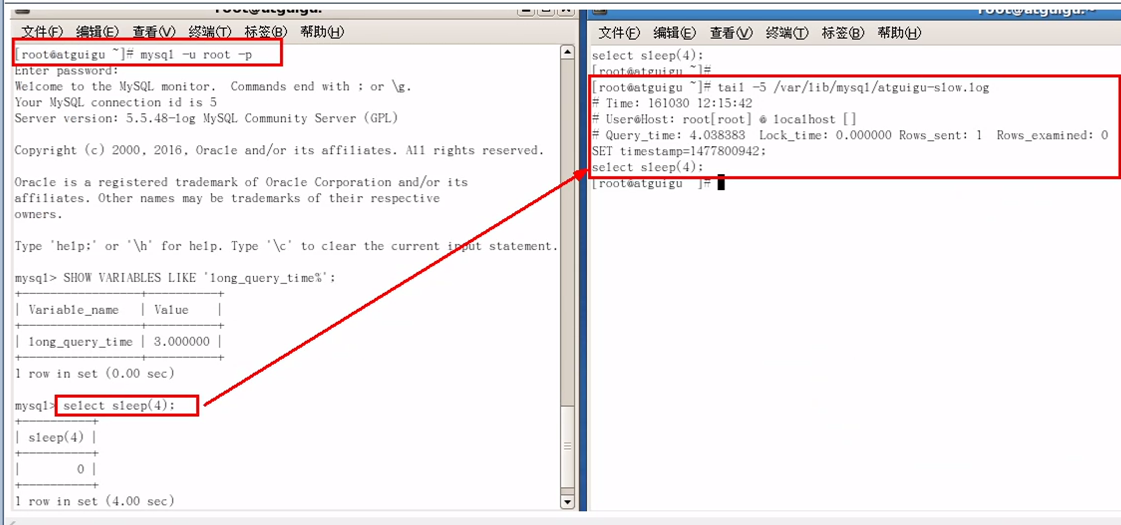 root@atguigu:
文件(F) 编辑(E) 查看(V) 终端(T) 标签(B) 帮助(H)
[root@atguigu ~]# mysql -u root -p
Enter password:
Welcome to the MySQL monitor.  Commands end with ; or \g.
Your MySQL connection id is 5
Server version: 5.5.48-log MySQL Community Server (GPL)
Copyright (c) 2000, 2016, Oracle and/or its affiliates. All rights reserved.
Oracle is a registered trademark of Oracle Corporation and/or its
affiliates. Other names may be trademarks of their respective
owners.
Type 'help;' or '\h' for help. Type '\c' to clear the current input statement.
mysql> SHOW VARIABLES LIKE 'long_query_time%';
+-----------------+----------+
| Variable_name   | Value    |
+-----------------+----------+
| long_query_time | 3.000000 |
+-----------------+----------+
1 row in set (0.00 sec)
mysql> select sleep(4);
+----------+
| sleep(4) |
+----------+
|        0 |
+----------+
1 row in set (4.00 sec)
root@atguigu:~
文件(F) 编辑(E) 查看(V) 终端(T) 标签(B) 帮助(H)
select sleep(4);
[root@atguigu ~]#
[root@atguigu ~]# tail -5 /var/lib/mysql/atguigu-slow.log
# Time: 161030 12:15:42
# User@Host: root[root] @ localhost []
# Query_time: 4.038383  Lock_time: 0.000000 Rows_sent: 1  Rows_examined: 0
SET timestamp=1477800942;
select sleep(4);
[root@atguigu ~]#